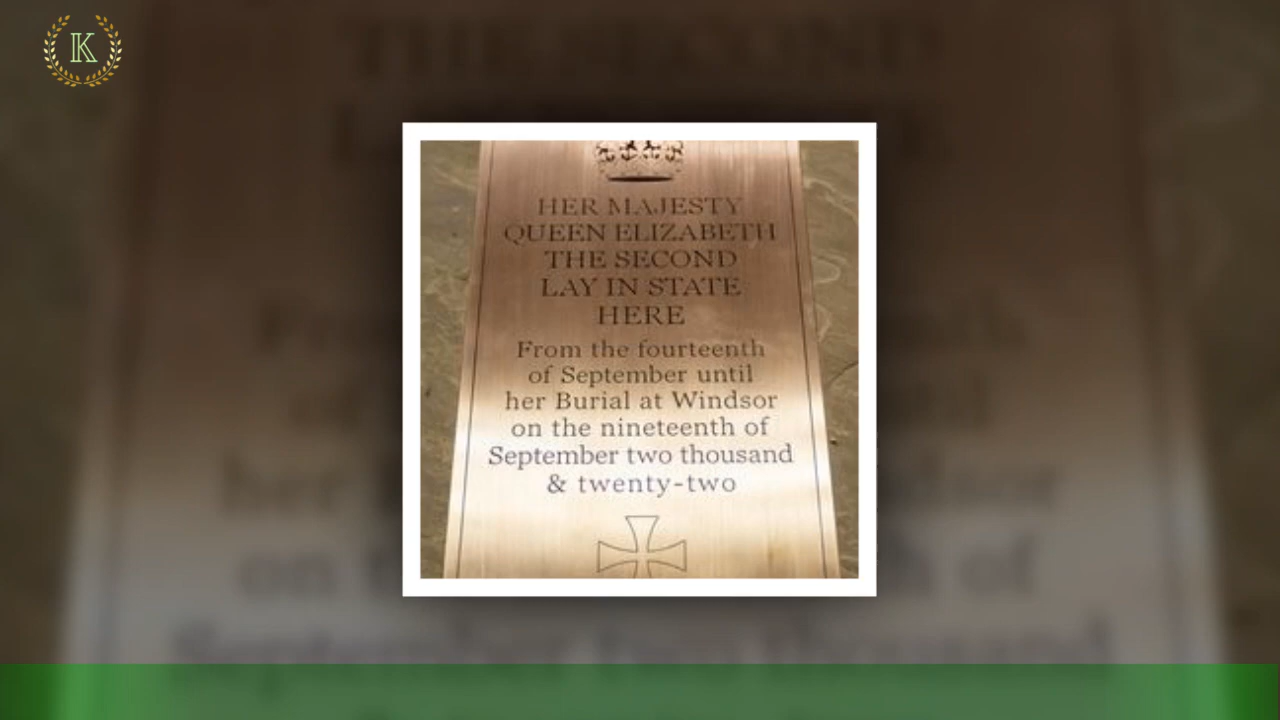 K
HER MAJESTY
QUEEN ELIZABETH
THE SECOND
LAY IN STATE
HERE
From the fourteenth
of September until
her Burial at Windsor
on the nineteenth of
September two thousand
& twenty-two